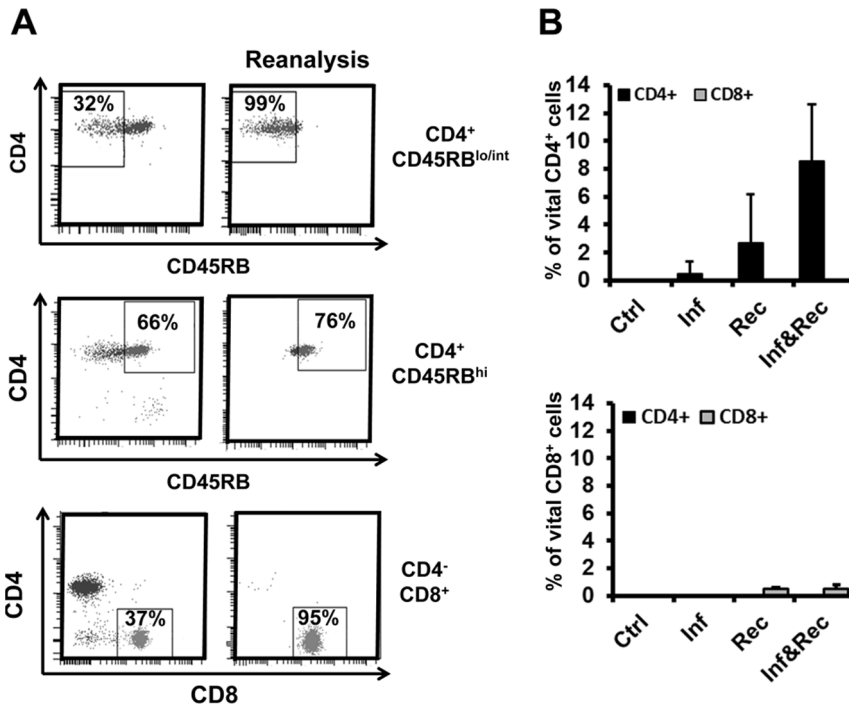 A
Reanalysis
32%
99%
CD4
CD4⁺
CD45RBlo/int
CD45RB
66%
76%
CD4
CD4⁺
CD45RBhi
CD45RB
37%
95%
CD4
CD4⁻
CD8⁺
CD8
B
CD4+ CD8+
% of vital CD4⁺ cells
14
12
10
8
6
4
2
0
Ctrl Inf Rec Inf&Rec
CD4+ CD8+
% of vital CD8⁺ cells
14
12
10
8
6
4
2
0
Ctrl Inf Rec Inf&Rec